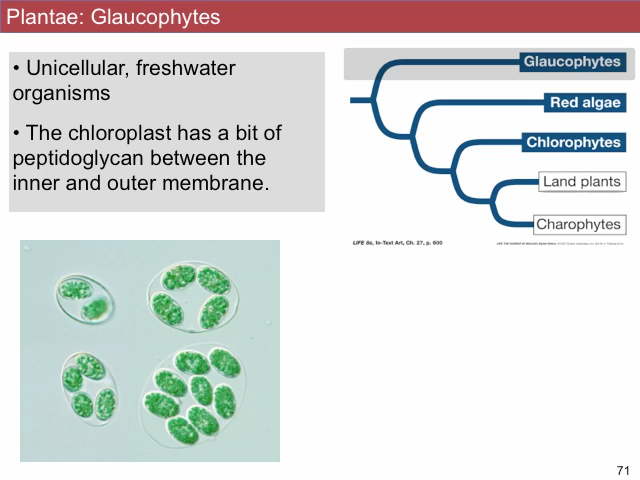 Plantae: Glaucophytes
• Unicellular, freshwater
organisms
• The chloroplast has a bit of
peptidoglycan between the
inner and outer membrane.
Glaucophytes
Red algae
Chlorophytes
Land plants
Charophytes
LIFE 8e, In-Text Art, Ch. 27, p. 600
71